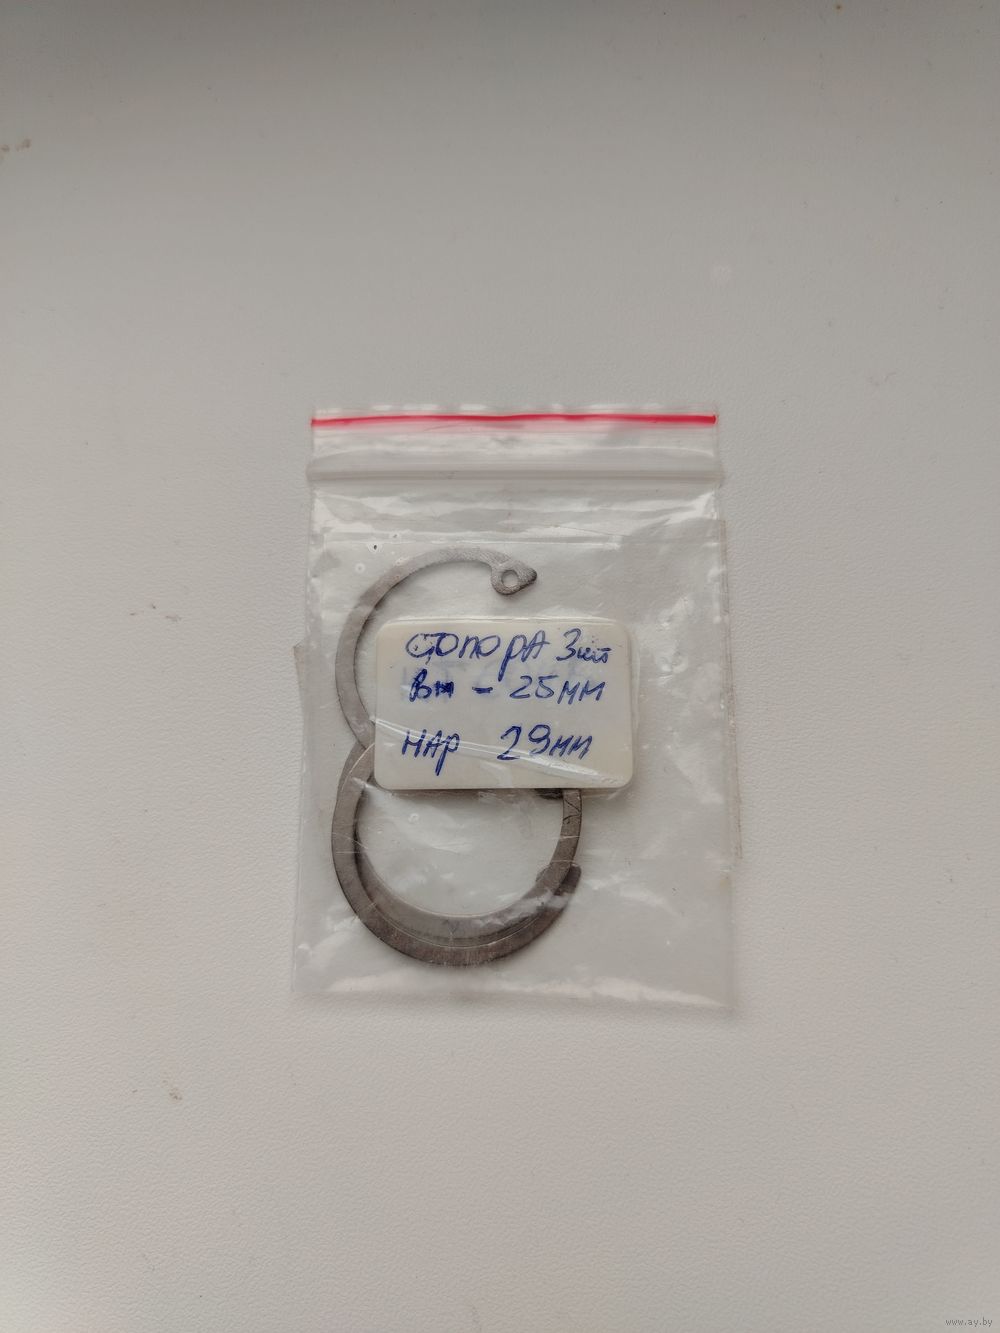 СТОПОРА 3шт
Вн - 25мм
НАР 29мм
www.ay.by